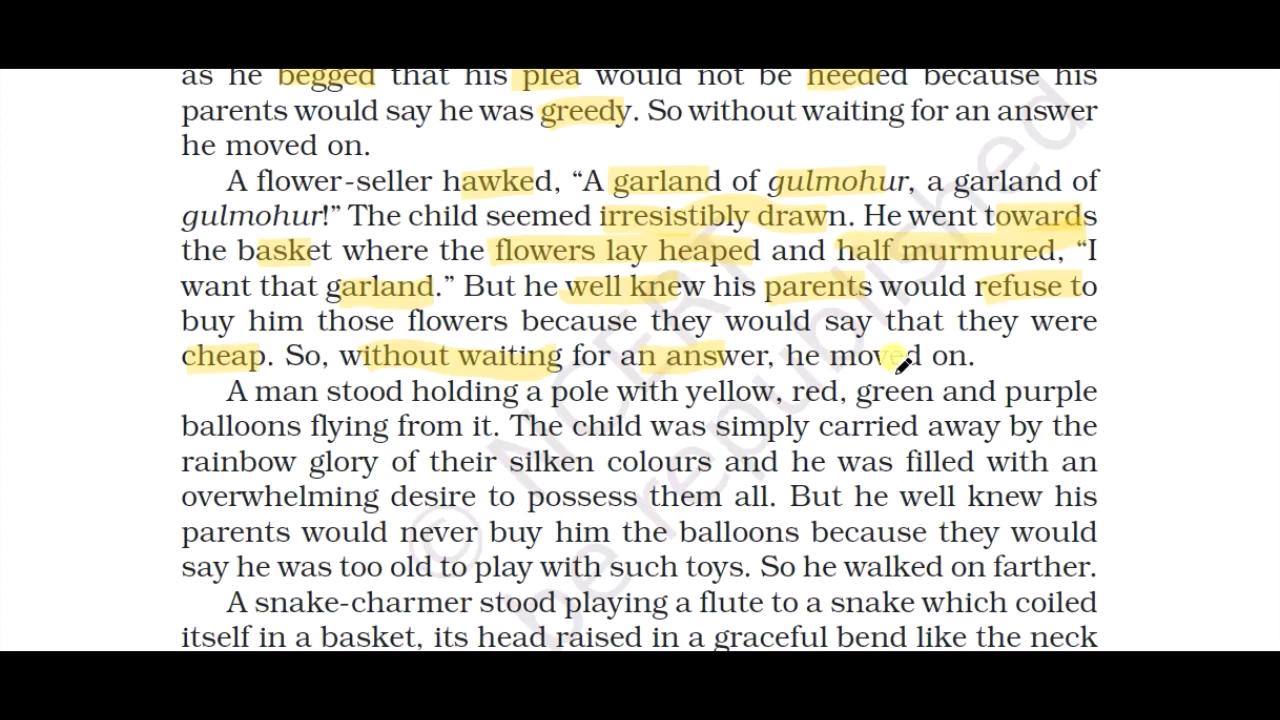 as he begged that his plea would not be heeded because his
parents would say he was greedy. So without waiting for an answer
he moved on.
A flower-seller hawked, “A garland of gulmohur, a garland of
gulmohur!” The child seemed irresistibly drawn. He went towards
the basket where the flowers lay heaped and half murmured, “I
want that garland.” But he well knew his parents would refuse to
buy him those flowers because they would say that they were
cheap. So, without waiting for an answer, he moved on.
A man stood holding a pole with yellow, red, green and purple
balloons flying from it. The child was simply carried away by the
rainbow glory of their silken colours and he was filled with an
overwhelming desire to possess them all. But he well knew his
parents would never buy him the balloons because they would
say he was too old to play with such toys. So he walked on farther.
A snake-charmer stood playing a flute to a snake which coiled
itself in a basket, its head raised in a graceful bend like the neck
© NCERT
be republished